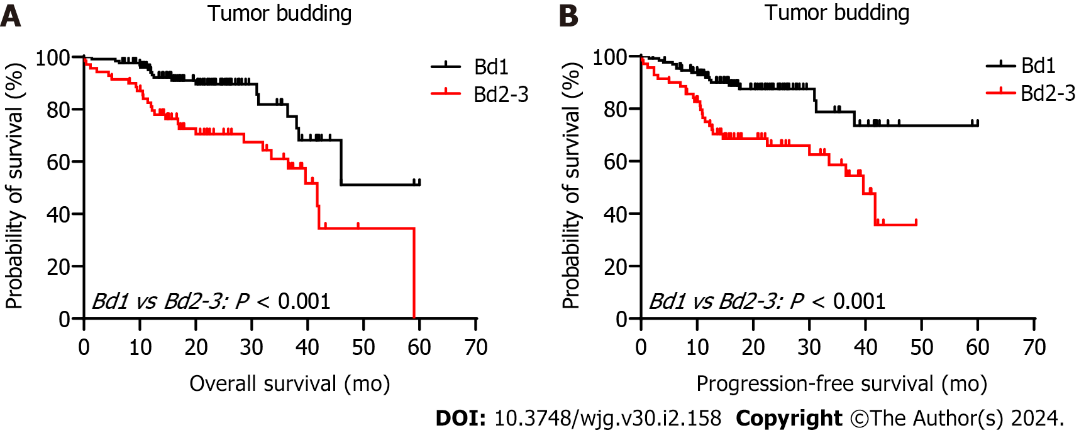 A
Tumor budding
Probability of survival (%)
100
80
60
40
20
0
0 10 20 30 40 50 60 70
Overall survival (mo)
Bd1
Bd2-3
Bd1 vs Bd2-3: P < 0.001
B
Tumor budding
Probability of survival (%)
100
80
60
40
20
0
0 10 20 30 40 50 60 70
Progression-free survival (mo)
Bd1
Bd2-3
Bd1 vs Bd2-3: P < 0.001
DOI: 10.3748/wjg.v30.i2.158 Copyright ©The Author(s) 2024.